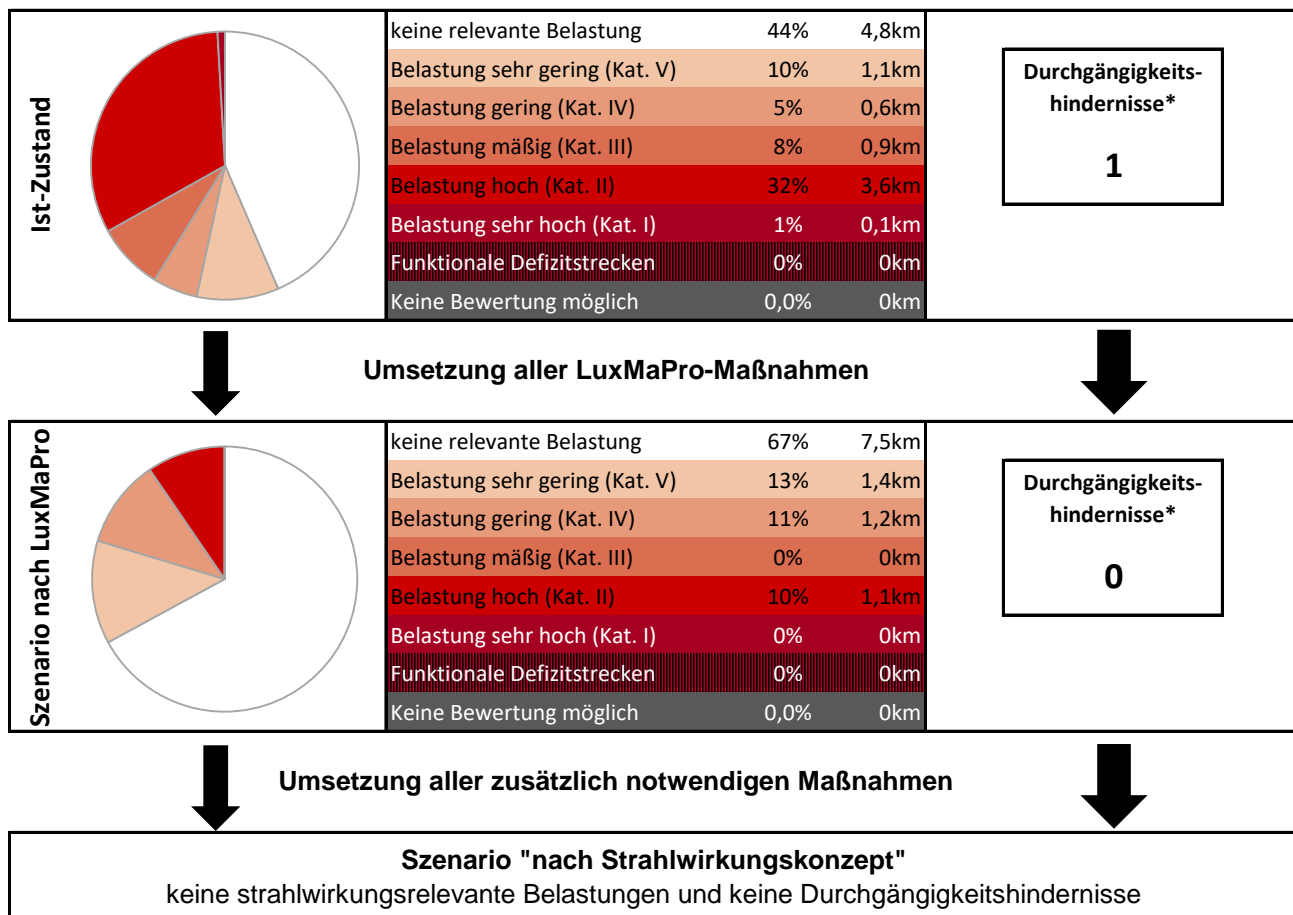 Ist-Zustand
keine relevante Belastung 44% 4,8km
Belastung sehr gering (Kat. V) 10% 1,1km
Belastung gering (Kat. IV) 5% 0,6km
Belastung mäßig (Kat. III) 8% 0,9km
Belastung hoch (Kat. II) 32% 3,6km
Belastung sehr hoch (Kat. I) 1% 0,1km
Funktionale Defizitstrecken 0% 0km
Keine Bewertung möglich 0,0% 0km
Durchgängigkeits-
hindernisse*
1
Umsetzung aller LuxMaPro-Maßnahmen
Szenario nach LuxMaPro
keine relevante Belastung 67% 7,5km
Belastung sehr gering (Kat. V) 13% 1,4km
Belastung gering (Kat. IV) 11% 1,2km
Belastung mäßig (Kat. III) 0% 0km
Belastung hoch (Kat. II) 10% 1,1km
Belastung sehr hoch (Kat. I) 0% 0km
Funktionale Defizitstrecken 0% 0km
Keine Bewertung möglich 0,0% 0km
Durchgängigkeits-
hindernisse*
0
Umsetzung aller zusätzlich notwendigen Maßnahmen
Szenario "nach Strahlwirkungskonzept"
keine strahlwirkungsrelevante Belastungen und keine Durchgängigkeitshindernisse